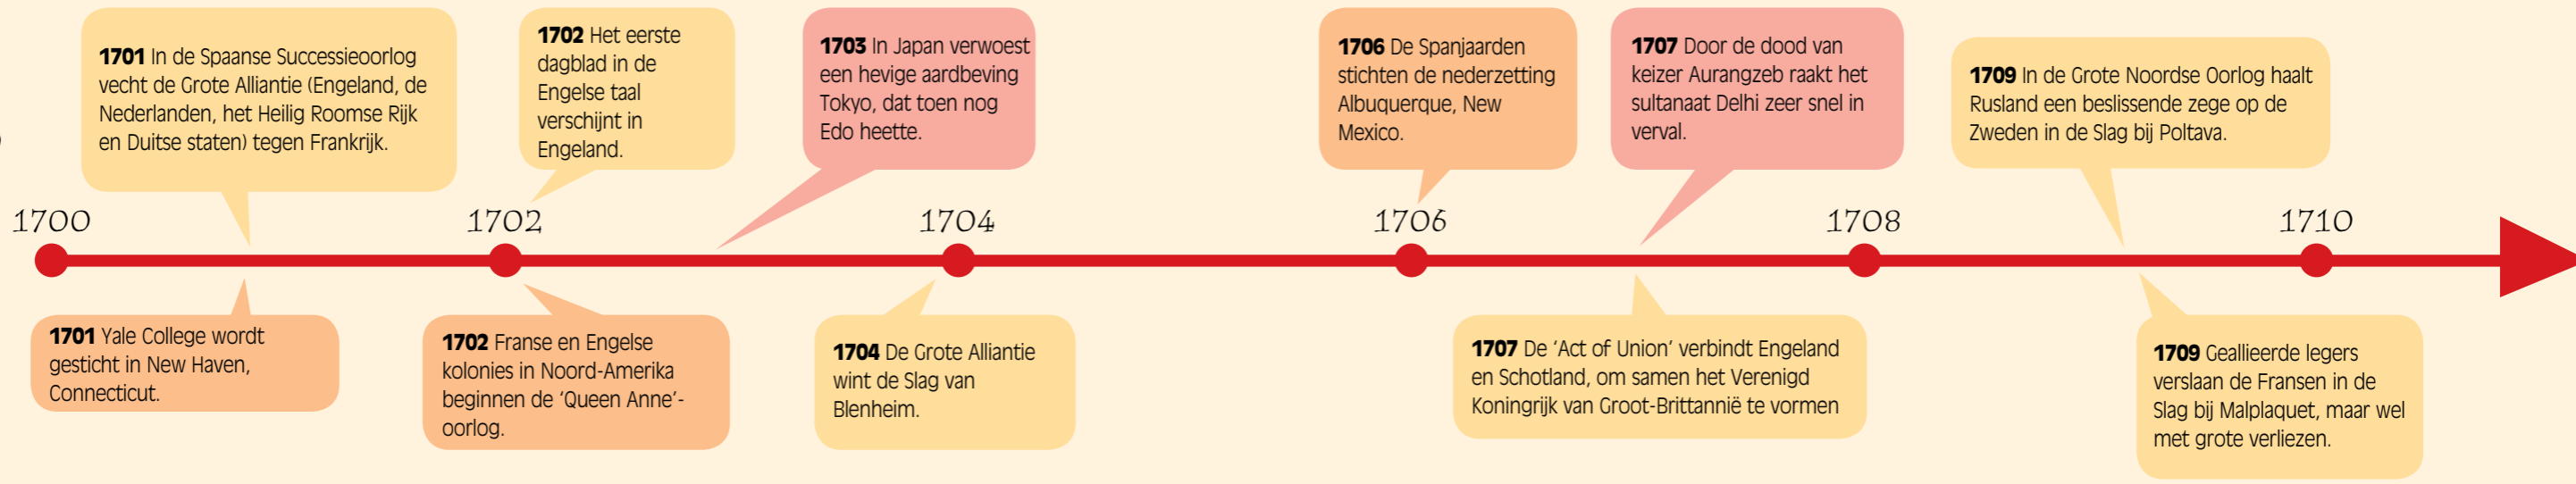 1701 In de Spaanse Successieoorlog
vecht de Grote Alliantie (Engeland, de
Nederlanden, het Heilig Roomse Rijk
en Duitse staten) tegen Frankrijk.
1702 Het eerste
dagblad in de
Engelse taal
verschijnt in
Engeland.
1703 In Japan verwoest
een hevige aardbeving
Tokyo, dat toen nog
Edo heette.
1706 De Spanjaarden
stichten de nederzetting
Albuquerque, New
Mexico.
1707 Door de dood van
keizer Aurangzeb raakt het
sultanaat Delhi zeer snel in
verval.
1709 In de Grote Noordse Oorlog haalt
Rusland een beslissende zege op de
Zweden in de Slag bij Poltava.
1700
1702
1704
1706
1708
1710
1701 Yale College wordt
gesticht in New Haven,
Connecticut.
1702 Franse en Engelse
kolonies in Noord-Amerika
beginnen de ‘Queen Anne’-
oorlog.
1704 De Grote Alliantie
wint de Slag van
Blenheim.
1707 De ‘Act of Union’ verbindt Engeland
en Schotland, om samen het Verenigd
Koningrijk van Groot-Brittannië te vormen
1709 Geallieerde legers
verslaan de Fransen in de
Slag bij Malplaquet, maar wel
met grote verliezen.